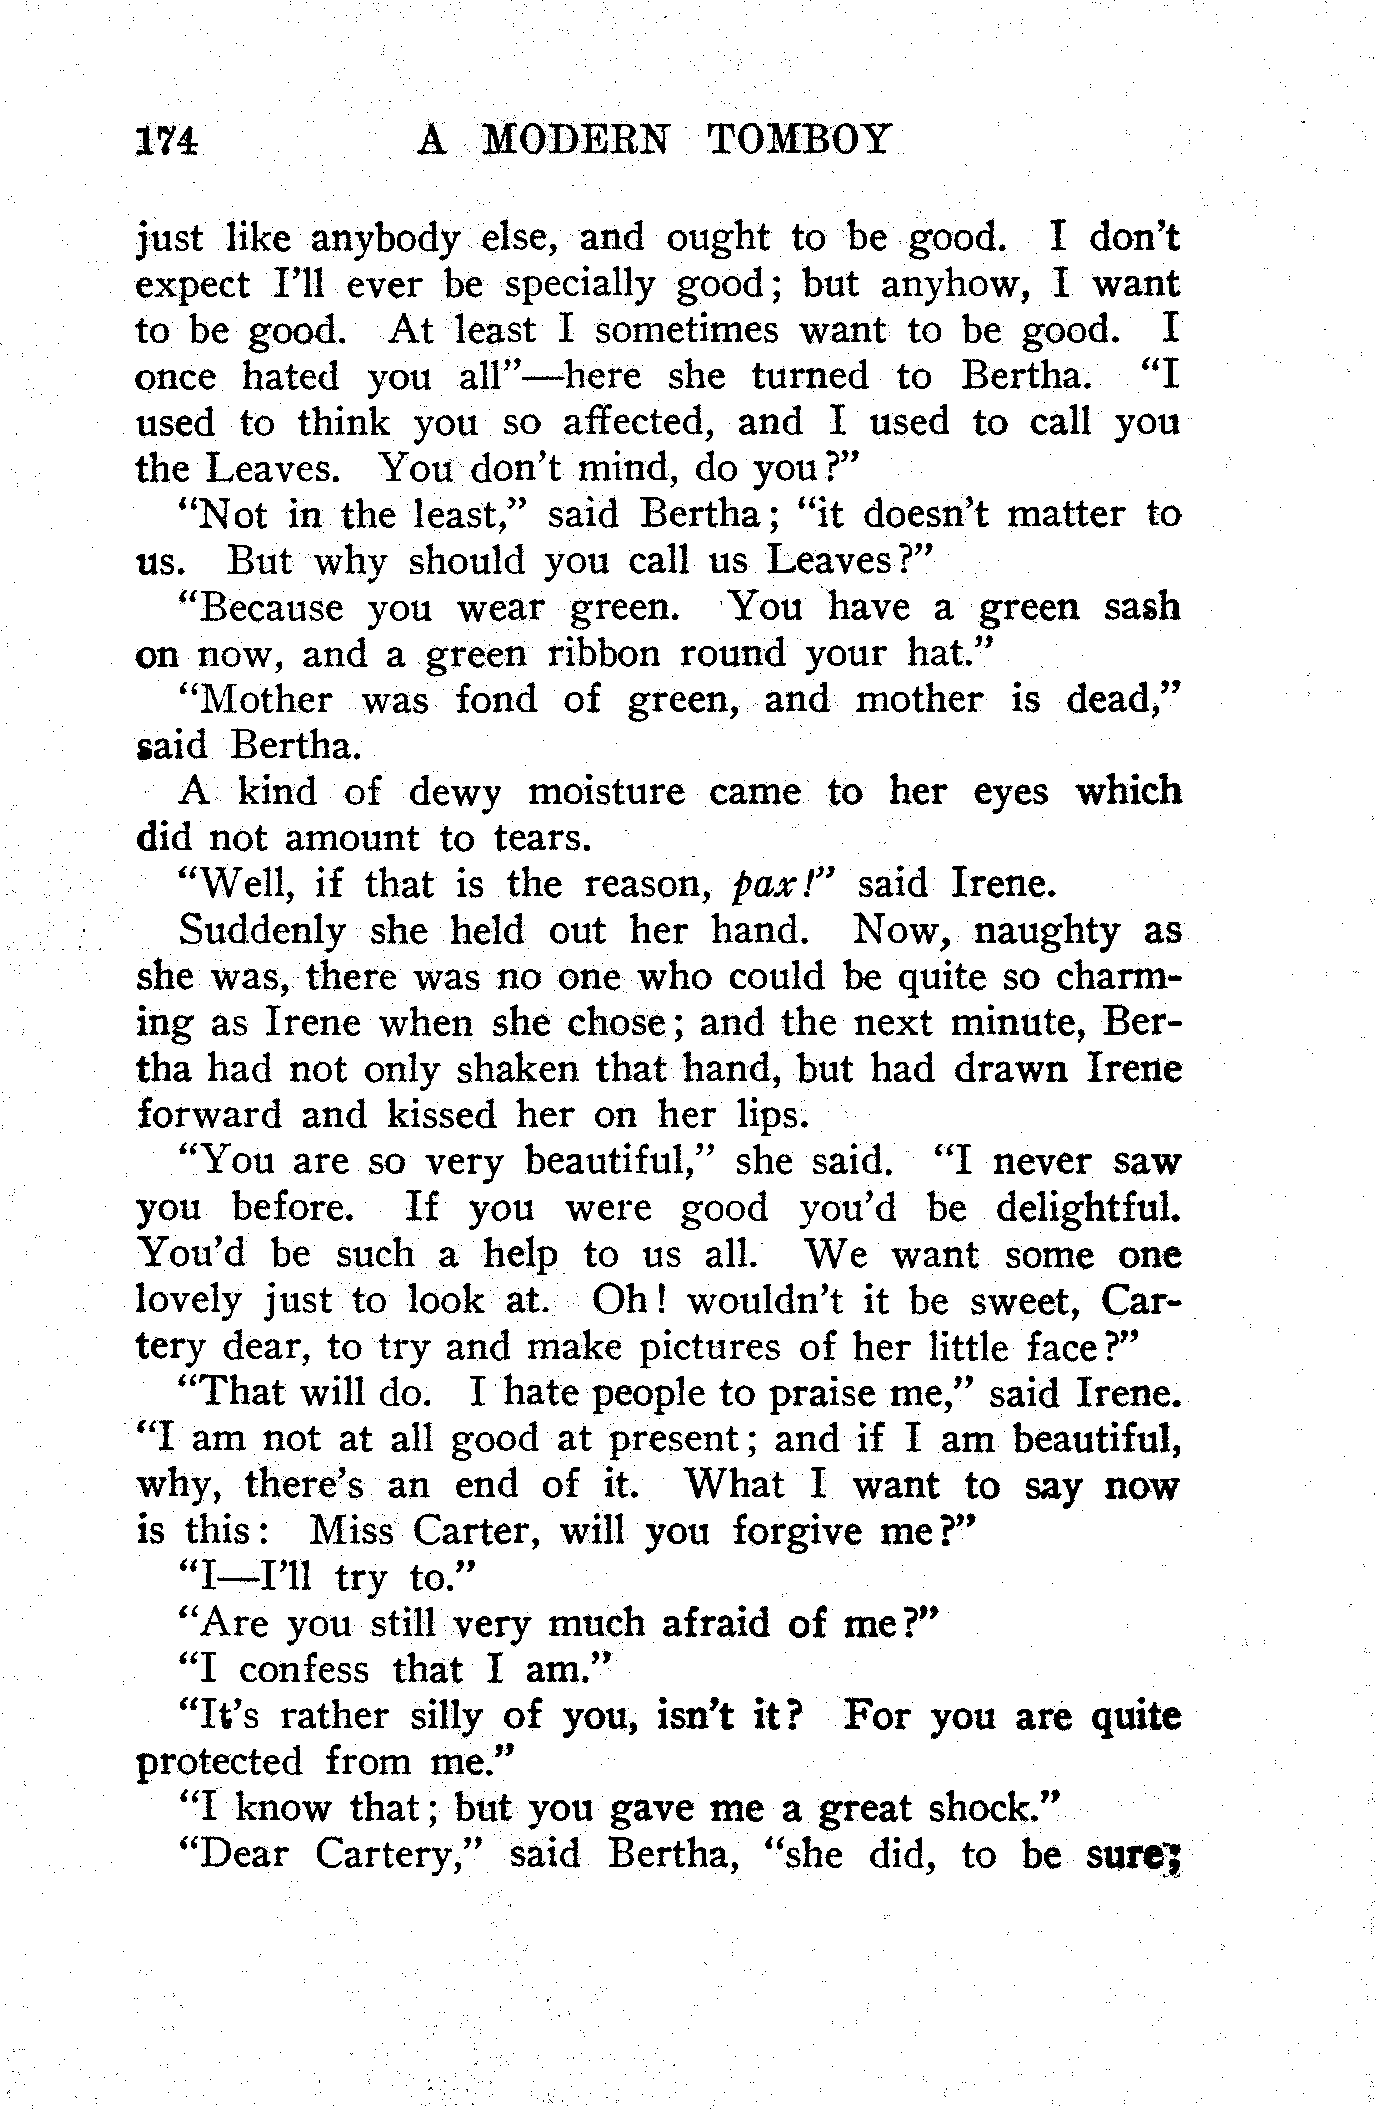 174 A MODERN TOMBOY
just like anybody else, and ought to be good. I don't
expect I'll ever be specially good; but anyhow, I want
to be good. At least I sometimes want to be good. I
once hated you all"—here she turned to Bertha. "I
used to think you so affected, and I used to call you
the Leaves. You don't mind, do you?"
"Not in the least," said Bertha; "it doesn't matter to
us. But why should you call us Leaves?"
"Because you wear green. You have a green sash
on now, and a green ribbon round your hat."
"Mother was fond of green, and mother is dead,"
said Bertha.
A kind of dewy moisture came to her eyes which
did not amount to tears.
"Well, if that is the reason, pax!" said Irene.
Suddenly she held out her hand. Now, naughty as
she was, there was no one who could be quite so charm-
ing as Irene when she chose; and the next minute, Ber-
tha had not only shaken that hand, but had drawn Irene
forward and kissed her on her lips.
"You are so very beautiful," she said. "I never saw
you before. If you were good you'd be delightful.
You'd be such a help to us all. We want some one
lovely just to look at. Oh! wouldn't it be sweet, Car-
tery dear, to try and make pictures of her little face?"
"That will do. I hate people to praise me," said Irene.
"I am not at all good at present; and if I am beautiful,
why, there's an end of it. What I want to say now
is this: Miss Carter, will you forgive me?"
"I—I'll try to."
"Are you still very much afraid of me?"
"I confess that I am."
"It's rather silly of you, isn't it? For you are quite
protected from me."
"I know that; but you gave me a great shock."
"Dear Cartery," said Bertha, "she did, to be sure;